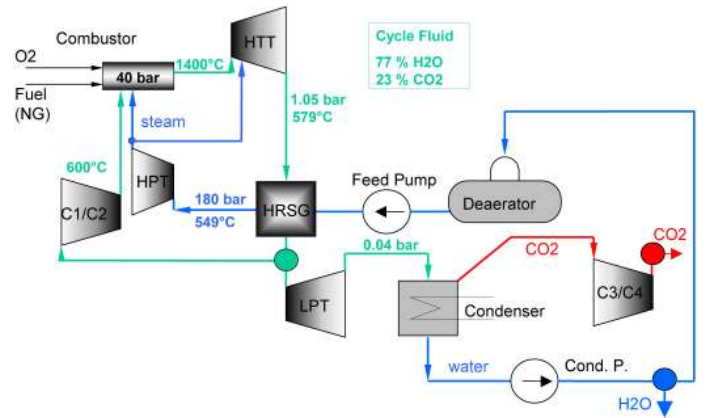 Combustor
HTT
Cycle Fluid
77 % H2O
23 % CO2
O2
Fuel
(NG)
40 bar
1400°C
steam
1.05 bar
579°C
600°C
C1/C2
HPT
180 bar
549°C
HRSG
Feed Pump
Deaerator
0.04 bar
CO2
CO2
LPT
Condenser
C3/C4
water
Cond. P.
H2O